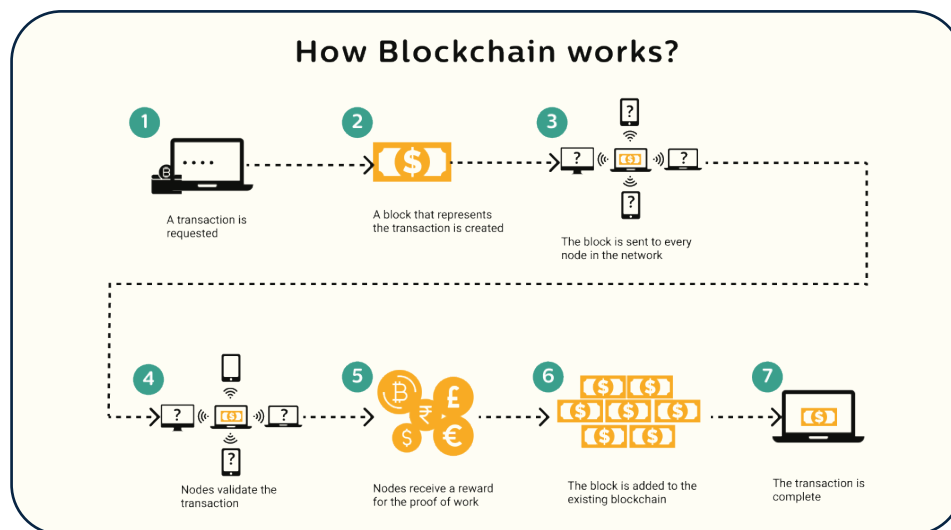 How Blockchain works?
1
2
3
A transaction is
requested
A block that represents
the transaction is created
?
?
?
?
The block is sent to every
node in the network
4
5
6
7
?
?
?
Nodes validate the
transaction
Nodes receive a reward
for the proof of work
The block is added to the
existing blockchain
The transaction is
complete